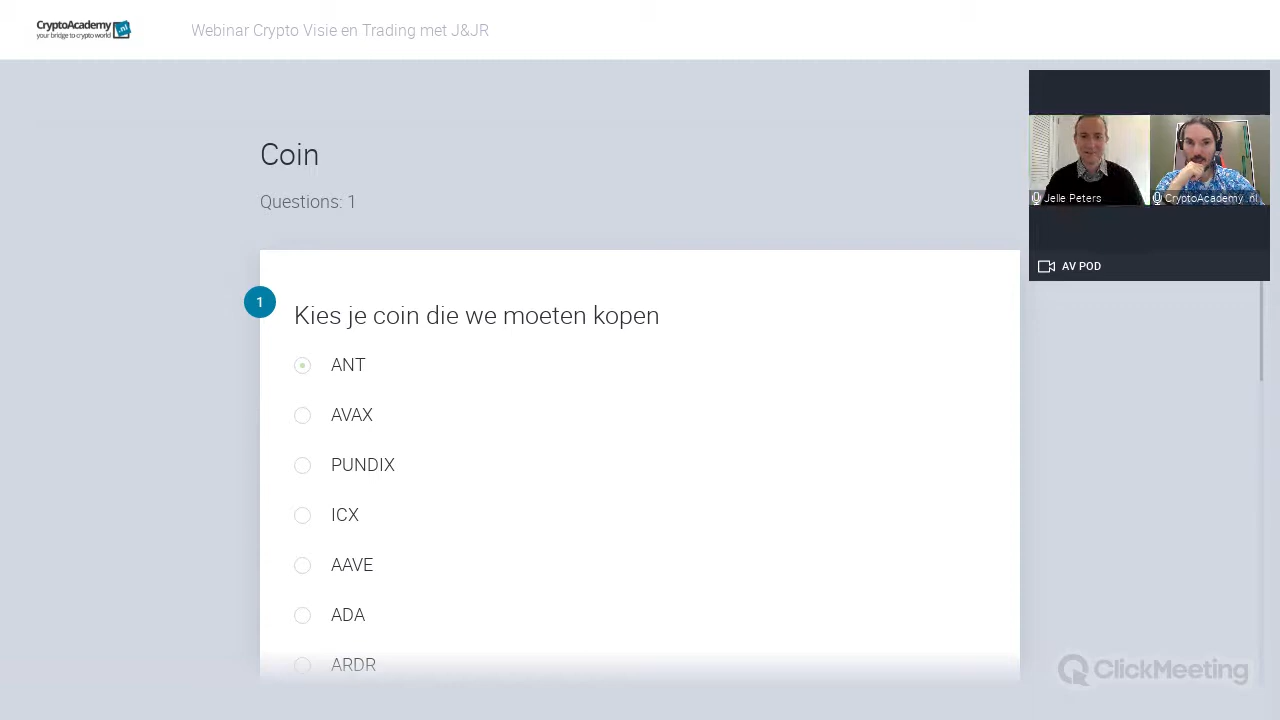 CryptoAcademy .nl
your bridge to crypto world
Webinar Crypto Visie en Trading met J&JR
Coin
Questions: 1
1
Kies je coin die we moeten kopen
ANT
AVAX
PUNDIX
ICX
AAVE
ADA
ARDR
Jelle Peters
CryptoAcademy .nl
AV POD
ClickMeeting